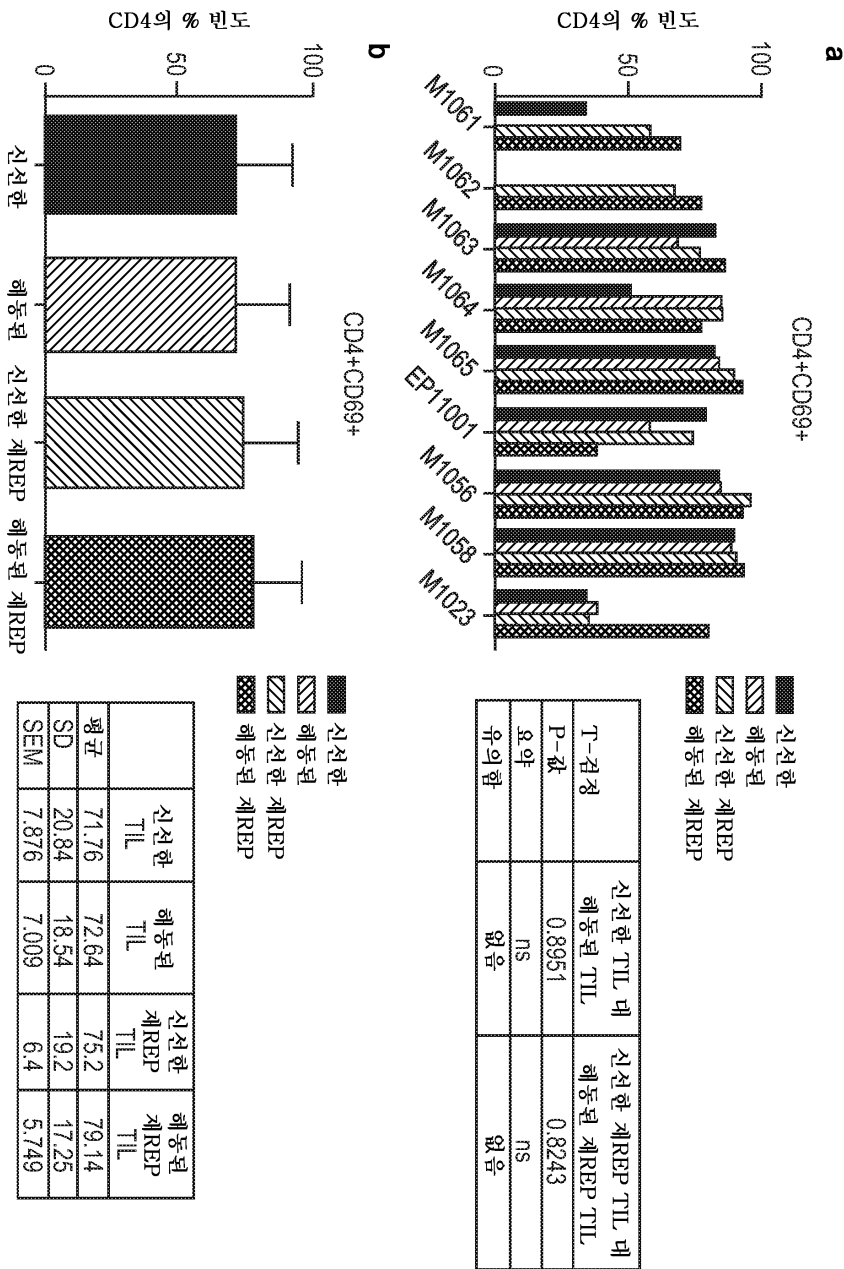 a
CD4+CD69+
CD4의 % 빈도
100
50
0
M1061
M1062
M1063
M1064
M1065
EP11001
M1056
M1058
M1023
신선한
해동된
신선한 재REP
해동된 재REP
T-검정
신선한 TIL 대
해동된 TIL
신선한 재REP TIL 대
해동된 재REP TIL
P-값
0.8951
0.8243
요약
ns
ns
유의함
없음
없음
b
CD4+CD69+
CD4의 % 빈도
100
50
0
신선한
해동된
신선한 재REP
해동된 재REP
신선한
해동된
신선한 재REP
해동된 재REP
신선한
TIL
해동된
TIL
신선한
재REP
TIL
해동된
재REP
TIL
평균
71.76
72.64
75.2
79.14
SD
20.84
18.54
19.2
17.25
SEM
7.876
7.009
6.4
5.749